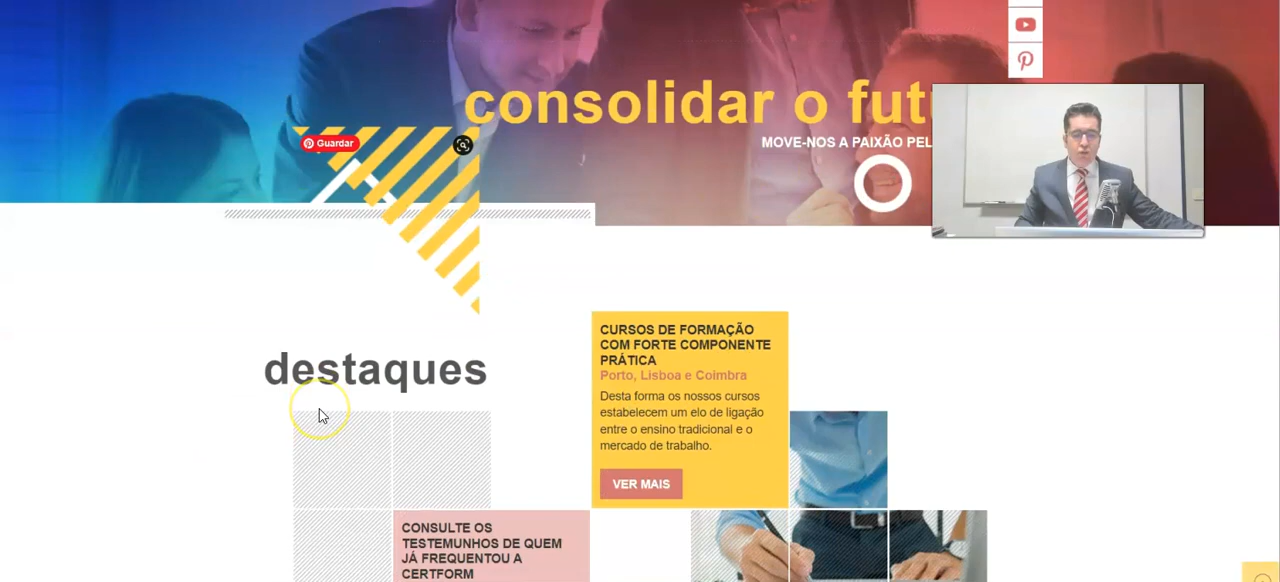 consolidar o fut
Guardar
MOVE-NOS A PAIXÃO PEL
destaques
CURSOS DE FORMAÇÃO
COM FORTE COMPONENTE
PRÁTICA
Porto, Lisboa e Coimbra
Desta forma os nossos cursos
estabelecem um elo de ligação
entre o ensino tradicional e o
mercado de trabalho.
VER MAIS
CONSULTE OS
TESTEMUNHOS DE QUEM
JÁ FREQUENTOU A
CERTFORM